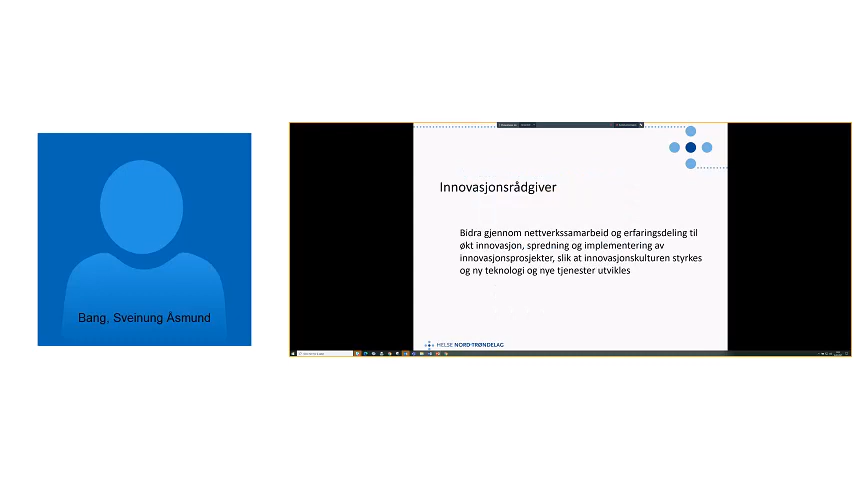 Bang, Sveinung Åsmund
Innovasjonsrådgiver
Bidra gjennom nettverkssamarbeid og erfaringsdeling til
økt innovasjon, spredning og implementering av
innovasjonsprosjekter, slik at innovasjonskulturen styrkes
og ny teknologi og nye tjenester utvikles
HELSE NORD-TRØNDELAG